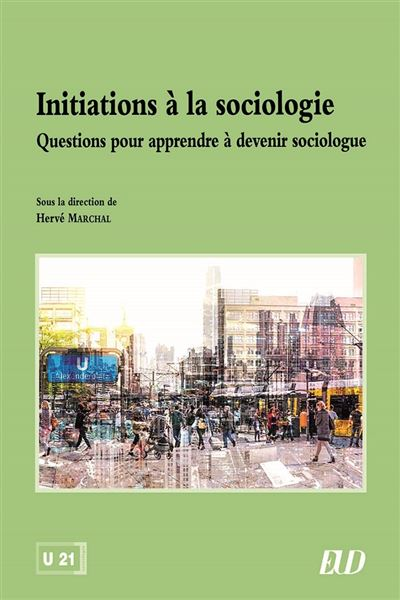 Initiations à la sociologie
Questions pour apprendre à devenir sociologue
Sous la direction de
Hervé MARCHAL
U
Alexanderplatz
U 21
EUD